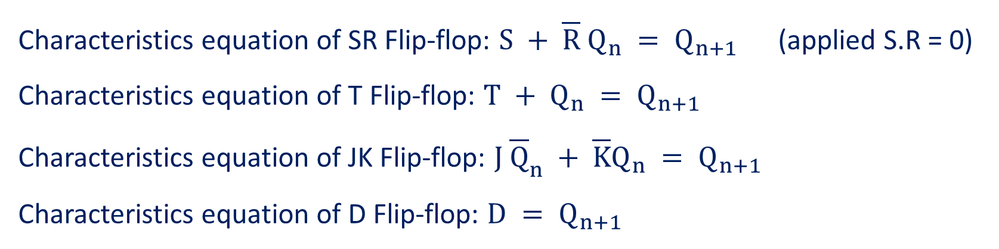 Characteristics equation of SR Flip-flop: S + R̅ Qₙ = Qₙ₊₁ (applied S.R = 0)
Characteristics equation of T Flip-flop: T + Qₙ = Qₙ₊₁
Characteristics equation of JK Flip-flop: J Q̅ₙ + K̅Qₙ = Qₙ₊₁
Characteristics equation of D Flip-flop: D = Qₙ₊₁